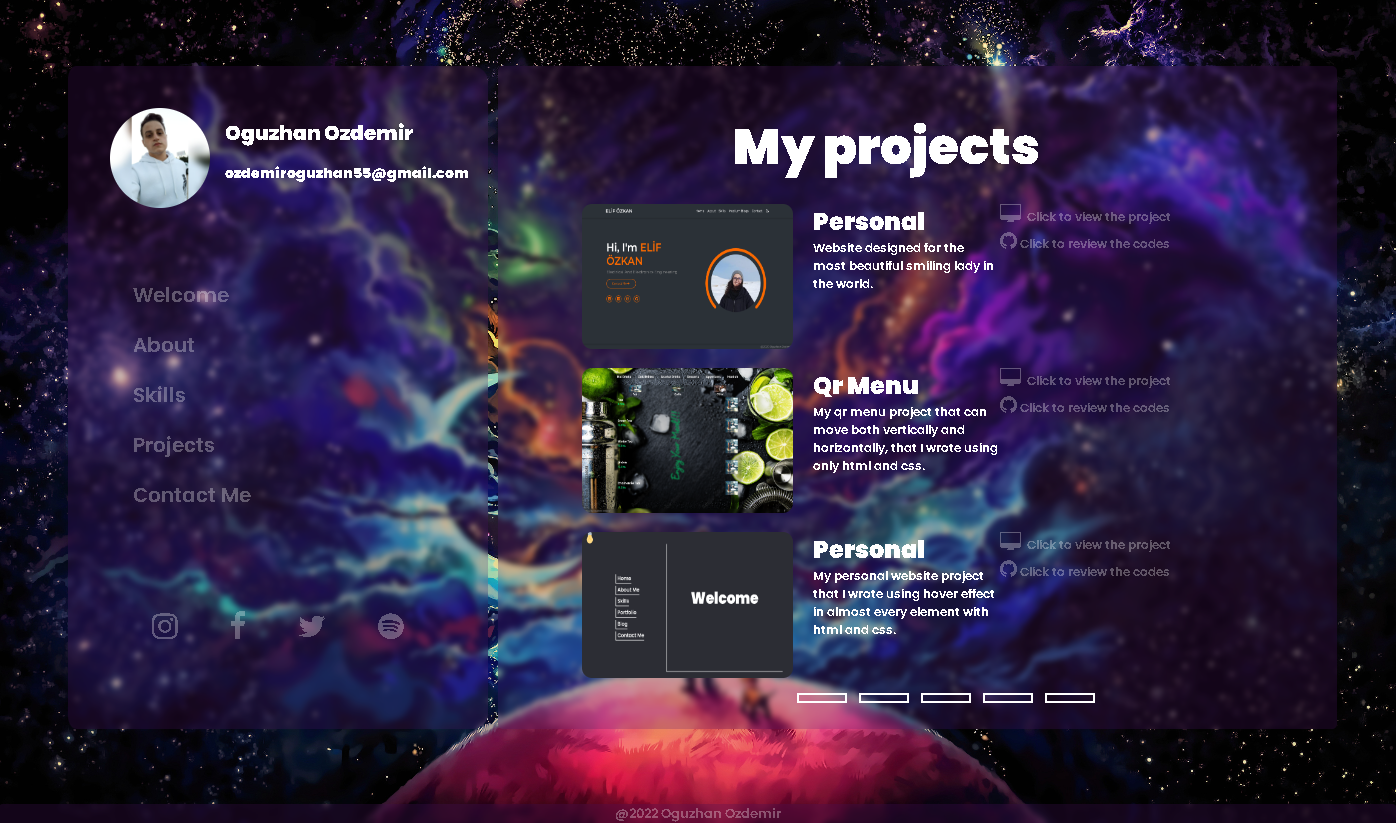 Oguzhan Ozdemir
ozdemiroguzhan55@gmail.com
Welcome
About
Skills
Projects
Contact Me
My projects
ELİF ÖZKAN
Hi, I'm ELİF
ÖZKAN
Personal
Website designed for the
most beautiful smiling lady in
the world.
Click to view the project
Click to review the codes
Qr Menu
My qr menu project that can
move both vertically and
horizontally, that I wrote using
only html and css.
Click to view the project
Click to review the codes
Home
About Me
Skills
Portfolio
Blog
Contact Me
Welcome
Personal
My personal website project
that I wrote using hover effect
in almost every element with
html and css.
Click to view the project
Click to review the codes
@2022 Oguzhan Ozdemir